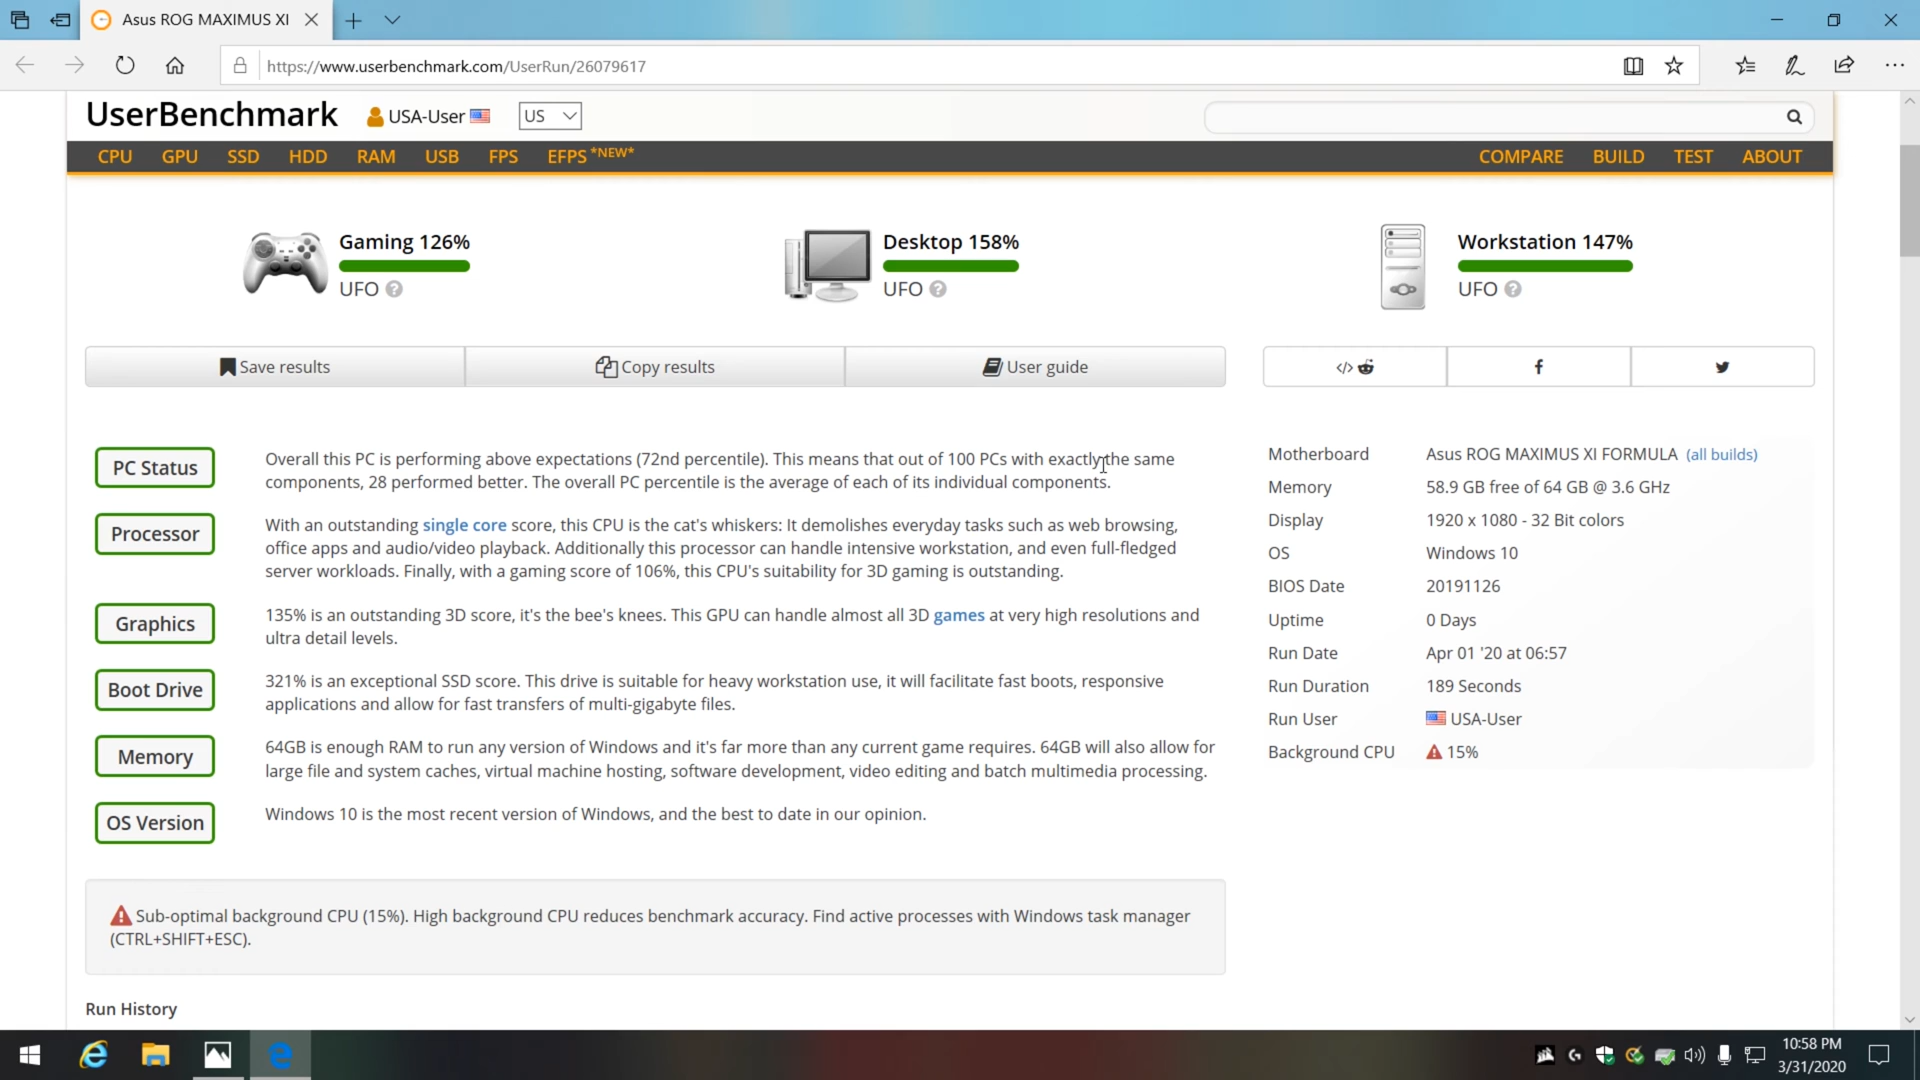 Asus ROG MAXIMUS XI
https://www.userbenchmark.com/UserRun/26079617
UserBenchmark USA-User US
CPU GPU SSD HDD RAM USB FPS EFPS *NEW* COMPARE BUILD TEST ABOUT
Gaming 126%
UFO ?
Desktop 158%
UFO ?
Workstation 147%
UFO ?
Save results Copy results User guide </> f
PC Status
Overall this PC is performing above expectations (72nd percentile). This means that out of 100 PCs with exactly the same
components, 28 performed better. The overall PC percentile is the average of each of its individual components.
Processor
With an outstanding single core score, this CPU is the cat's whiskers: It demolishes everyday tasks such as web browsing,
office apps and audio/video playback. Additionally this processor can handle intensive workstation, and even full-fledged
server workloads. Finally, with a gaming score of 106%, this CPU's suitability for 3D gaming is outstanding.
Graphics
135% is an outstanding 3D score, it's the bee's knees. This GPU can handle almost all 3D games at very high resolutions and
ultra detail levels.
Boot Drive
321% is an exceptional SSD score. This drive is suitable for heavy workstation use, it will facilitate fast boots, responsive
applications and allow for fast transfers of multi-gigabyte files.
Memory
64GB is enough RAM to run any version of Windows and it's far more than any current game requires. 64GB will also allow for
large file and system caches, virtual machine hosting, software development, video editing and batch multimedia processing.
OS Version
Windows 10 is the most recent version of Windows, and the best to date in our opinion.
Motherboard Asus ROG MAXIMUS XI FORMULA (all builds)
Memory 58.9 GB free of 64 GB @ 3.6 GHz
Display 1920 x 1080 - 32 Bit colors
OS Windows 10
BIOS Date 20191126
Uptime 0 Days
Run Date Apr 01 '20 at 06:57
Run Duration 189 Seconds
Run User USA-User
Background CPU 15%
Sub-optimal background CPU (15%). High background CPU reduces benchmark accuracy. Find active processes with Windows task manager
(CTRL+SHIFT+ESC).
Run History
10:58 PM
3/31/2020